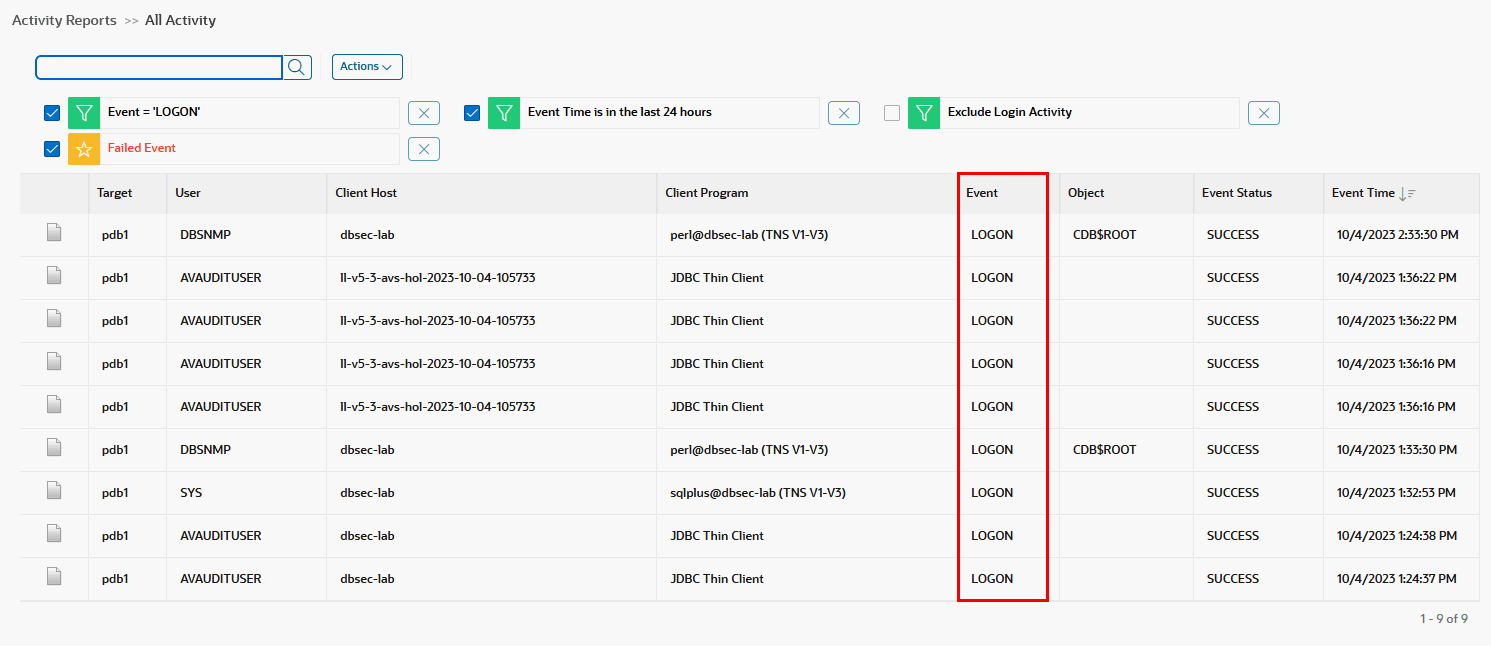 Activity Reports >> All Activity
Actions
Event = 'LOGON' Event Time is in the last 24 hours Exclude Login Activity
Failed Event
Target User Client Host Client Program Event Object Event Status Event Time
pdb1 DBSNMP dbsec-lab perl@dbsec-lab (TNS V1-V3) LOGON CDB$ROOT SUCCESS 10/4/2023 2:33:30 PM
pdb1 AVAUDITUSER ll-v5-3-avs-hol-2023-10-04-105733 JDBC Thin Client LOGON SUCCESS 10/4/2023 1:36:22 PM
pdb1 AVAUDITUSER ll-v5-3-avs-hol-2023-10-04-105733 JDBC Thin Client LOGON SUCCESS 10/4/2023 1:36:22 PM
pdb1 AVAUDITUSER ll-v5-3-avs-hol-2023-10-04-105733 JDBC Thin Client LOGON SUCCESS 10/4/2023 1:36:16 PM
pdb1 AVAUDITUSER ll-v5-3-avs-hol-2023-10-04-105733 JDBC Thin Client LOGON SUCCESS 10/4/2023 1:36:16 PM
pdb1 DBSNMP dbsec-lab perl@dbsec-lab (TNS V1-V3) LOGON CDB$ROOT SUCCESS 10/4/2023 1:33:30 PM
pdb1 SYS dbsec-lab sqlplus@dbsec-lab (TNS V1-V3) LOGON SUCCESS 10/4/2023 1:32:53 PM
pdb1 AVAUDITUSER dbsec-lab JDBC Thin Client LOGON SUCCESS 10/4/2023 1:24:38 PM
pdb1 AVAUDITUSER dbsec-lab JDBC Thin Client LOGON SUCCESS 10/4/2023 1:24:37 PM
1 - 9 of 9